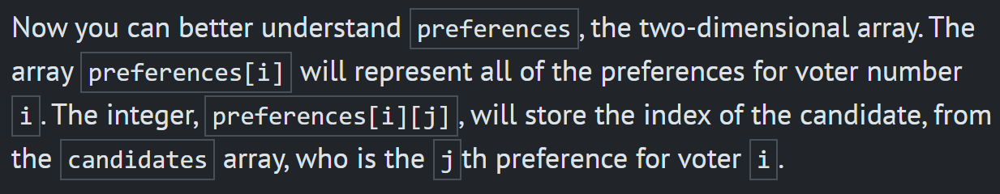 Now you can better understand preferences, the two-dimensional array. The
array preferences[i] will represent all of the preferences for voter number
i. The integer, preferences[i][j], will store the index of the candidate, from
the candidates array, who is the jth preference for voter i.